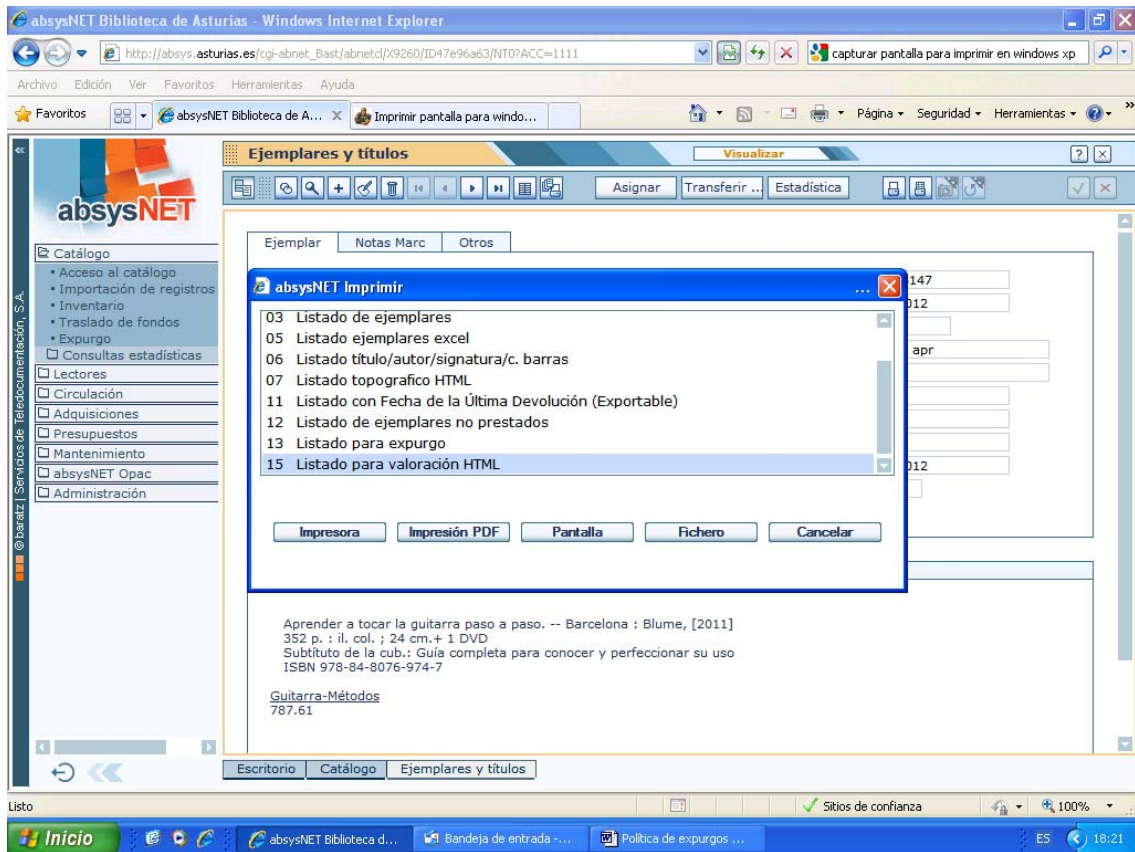 absysNET Biblioteca de Asturias - Windows Internet Explorer
http://absys.asturias.es/cgi-abnet_Bast/abnetcl/X9260/ID47e96a63/NT0?ACC=1111
capturar pantalla para imprimir en windows xp
Archivo Edición Ver Favoritos Herramientas Ayuda
Favoritos absysNET Biblioteca de A... Imprimir pantalla para windo... Página Seguridad Herramientas
Ejemplares y títulos Visualizar
Asignar Transferir ... Estadística
absysNET
Catálogo
Acceso al catálogo
Importación de registros
Inventario
Traslado de fondos
Expurgo
Consultas estadísticas
Lectores
Circulación
Adquisiciones
Presupuestos
Mantenimiento
absysNET Opac
Administración
© baratz | Servicios de Teledocumentación, S.A.
Ejemplar Notas Marc Otros
147
012
apr
012
absysNET Imprimir ...
03 Listado de ejemplares
05 Listado ejemplares excel
06 Listado título/autor/signatura/c. barras
07 Listado topografico HTML
11 Listado con Fecha de la Última Devolución (Exportable)
12 Listado de ejemplares no prestados
13 Listado para expurgo
15 Listado para valoración HTML
Impresora Impresión PDF Pantalla Fichero Cancelar
Aprender a tocar la guitarra paso a paso. -- Barcelona : Blume, [2011]
352 p. : il. col. ; 24 cm.+ 1 DVD
Subtítuto de la cub.: Guía completa para conocer y perfeccionar su uso
ISBN 978-84-8076-974-7
Guitarra-Métodos
787.61
Escritorio Catálogo Ejemplares y títulos
Listo Sitios de confianza 100%
Inicio absysNET Biblioteca d... Bandeja de entrada -... Política de expurgos ... ES 18:21